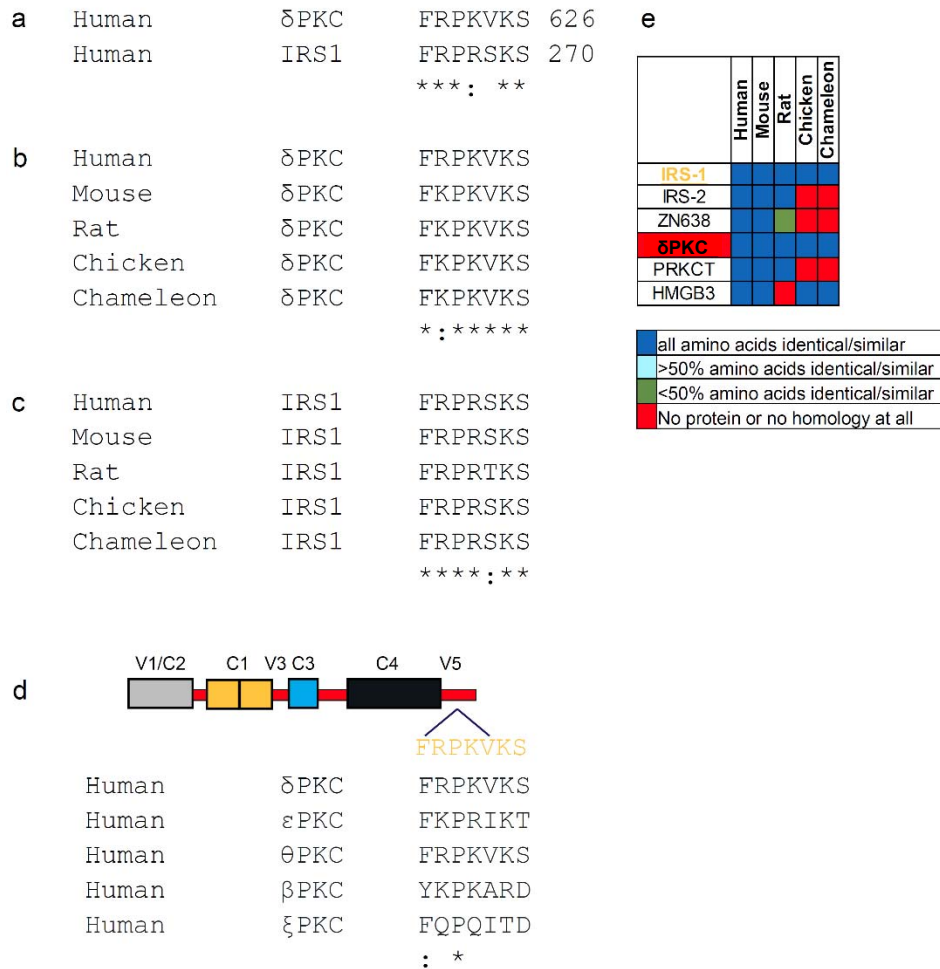 a
Human δPKC FRPKVKS 626
Human IRS1 FRPRSKS 270
***: **
b
Human δPKC FRPKVKS
Mouse δPKC FKPKVKS
Rat δPKC FKPKVKS
Chicken δPKC FKPKVKS
Chameleon δPKC FKPKVKS
*:*****
c
Human IRS1 FRPRSKS
Mouse IRS1 FRPRSKS
Rat IRS1 FRPRTKS
Chicken IRS1 FRPRSKS
Chameleon IRS1 FRPRSKS
****:**
d
V1/C2 C1 V3 C3 C4 V5
FRPKVKS
Human δPKC FRPKVKS
Human εPKC FKPRIKT
Human θPKC FRPKVKS
Human βPKC YKPKARD
Human ξPKC FQPQITD
: *
e
Human Mouse Rat Chicken Chameleon
IRS-1
IRS-2
ZN638
δPKC
PRKCT
HMGB3
all amino acids identical/similar
>50% amino acids identical/similar
<50% amino acids identical/similar
No protein or no homology at all